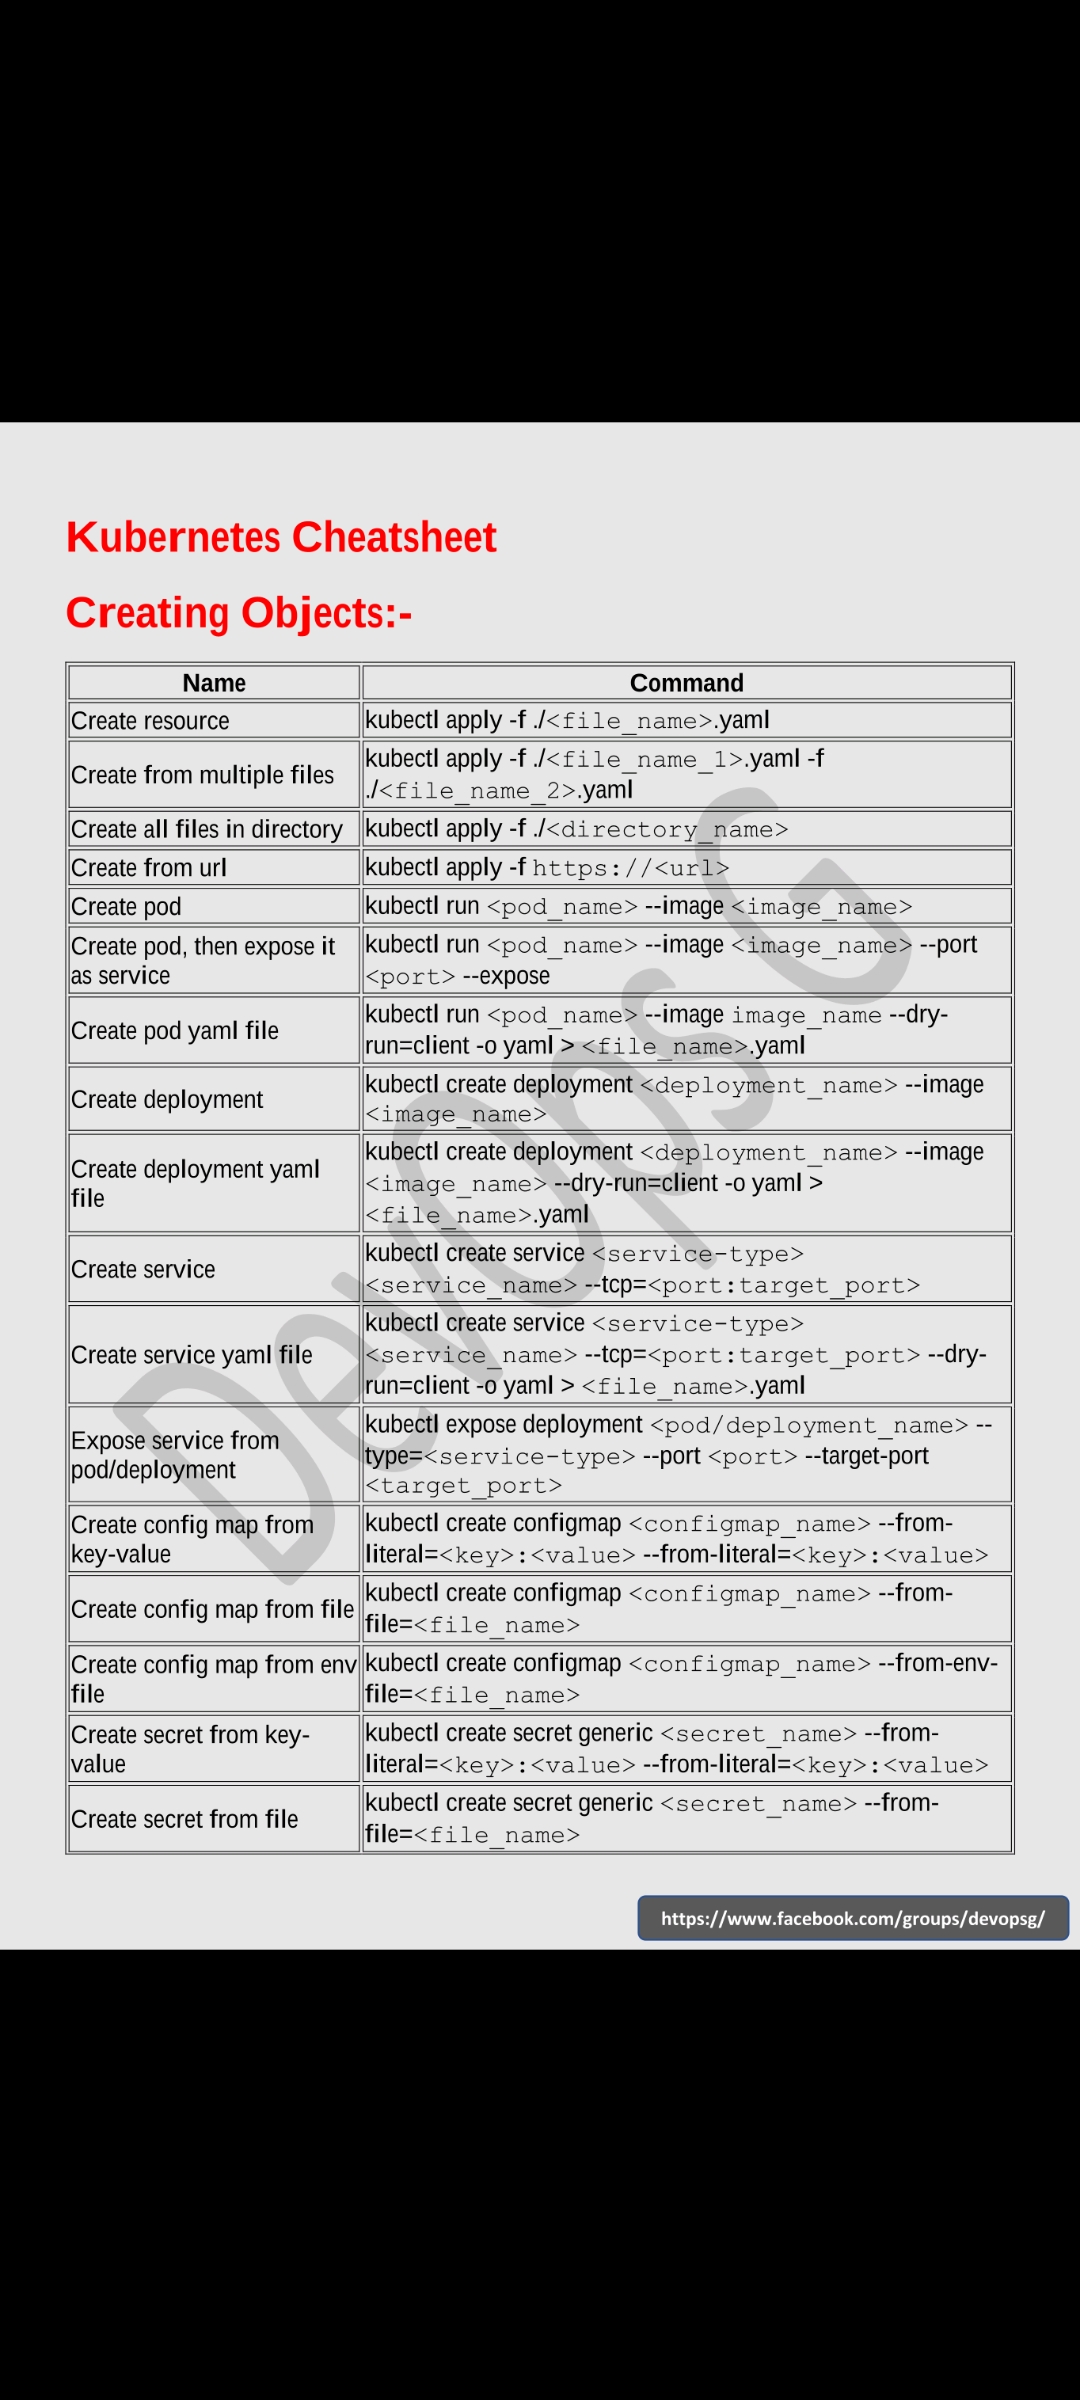 Kubernetes Cheatsheet
Creating Objects:-
Name Command
Create resource kubectl apply -f ./<file_name>.yaml
Create from multiple files kubectl apply -f ./<file_name_1>.yaml -f
./<file_name_2>.yaml
Create all files in directory kubectl apply -f ./<directory_name>
Create from url kubectl apply -f https://<url>
Create pod kubectl run <pod_name> --image <image_name>
Create pod, then expose it
as service
kubectl run <pod_name> --image <image_name> --port
<port> --expose
Create pod yaml file
kubectl run <pod_name> --image image_name --dry-
run=client -o yaml > <file_name>.yaml
Create deployment
kubectl create deployment <deployment_name> --image
<image_name>
Create deployment yaml
file
kubectl create deployment <deployment_name> --image
<image_name> --dry-run=client -o yaml >
<file_name>.yaml
Create service
kubectl create service <service-type>
<service_name> --tcp=<port:target_port>
Create service yaml file
kubectl create service <service-type>
<service_name> --tcp=<port:target_port> --dry-
run=client -o yaml > <file_name>.yaml
Expose service from
pod/deployment
kubectl expose deployment <pod/deployment_name> --
type=<service-type> --port <port> --target-port
<target_port>
Create config map from
key-value
kubectl create configmap <configmap_name> --from-
literal=<key>:<value> --from-literal=<key>:<value>
Create config map from file
kubectl create configmap <configmap_name> --from-
file=<file_name>
Create config map from env
file
kubectl create configmap <configmap_name> --from-env-
file=<file_name>
Create secret from key-
value
kubectl create secret generic <secret_name> --from-
literal=<key>:<value> --from-literal=<key>:<value>
Create secret from file
kubectl create secret generic <secret_name> --from-
file=<file_name>
DevOps G
https://www.facebook.com/groups/devopsg/